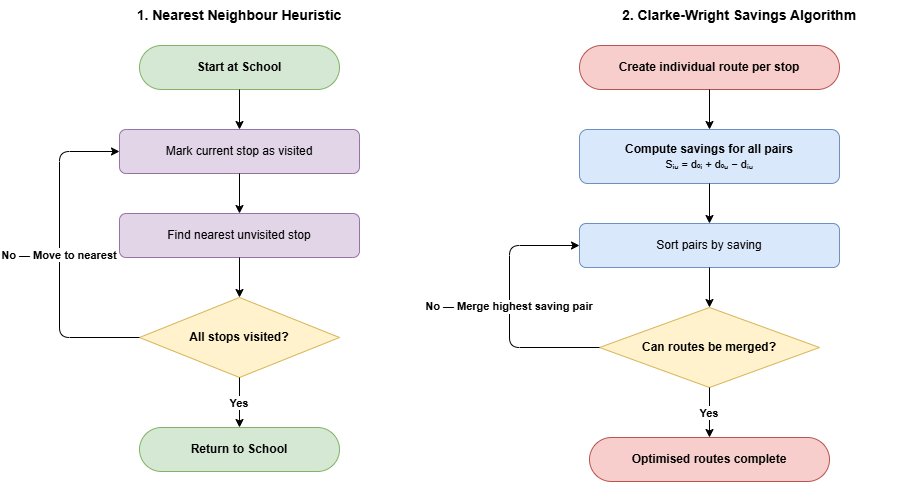 1. Nearest Neighbour Heuristic
Start at School
Mark current stop as visited
Find nearest unvisited stop
No — Move to nearest
All stops visited?
Yes
Return to School
2. Clarke-Wright Savings Algorithm
Create individual route per stop
Compute savings for all pairs
Sᵢᵤ = d₀ᵢ + d₀ᵤ − dᵢᵤ
Sort pairs by saving
No — Merge highest saving pair
Can routes be merged?
Yes
Optimised routes complete